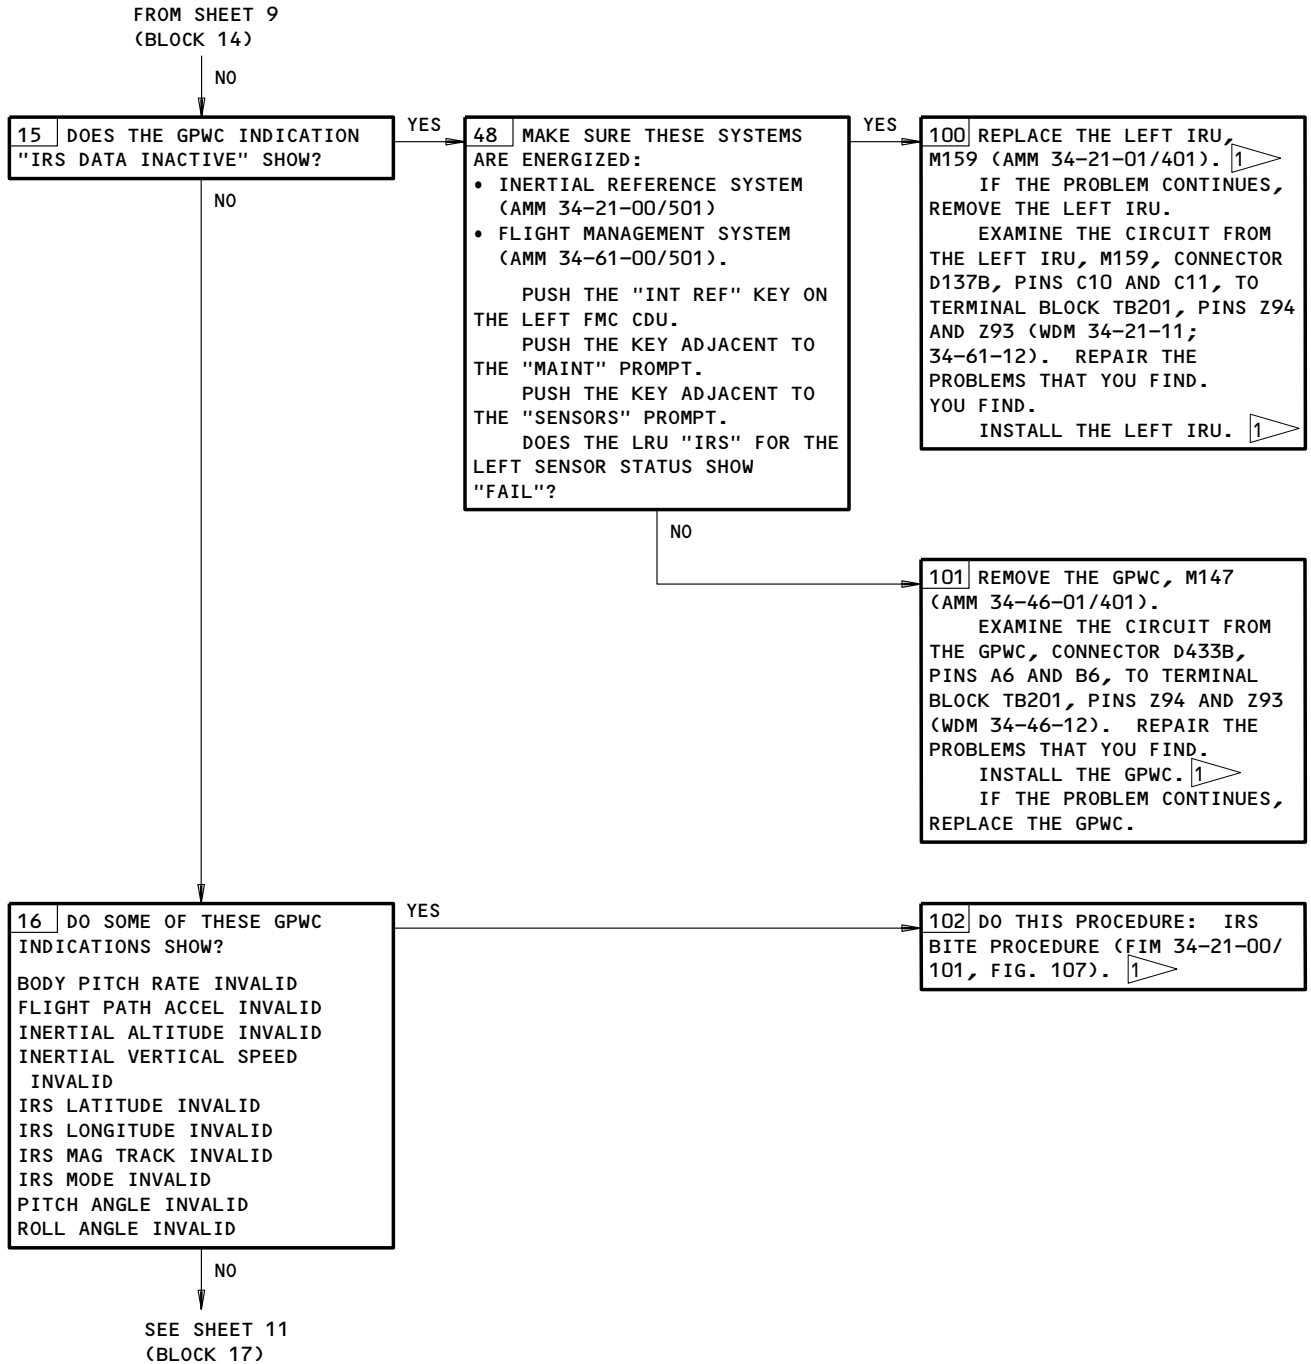 FROM SHEET 9
(BLOCK 14)
NO
15 DOES THE GPWC INDICATION
"IRS DATA INACTIVE" SHOW?
YES
NO
48 MAKE SURE THESE SYSTEMS
ARE ENERGIZED:
• INERTIAL REFERENCE SYSTEM
(AMM 34-21-00/501)
• FLIGHT MANAGEMENT SYSTEM
(AMM 34-61-00/501).
PUSH THE "INT REF" KEY ON
THE LEFT FMC CDU.
PUSH THE KEY ADJACENT TO
THE "MAINT" PROMPT.
PUSH THE KEY ADJACENT TO
THE "SENSORS" PROMPT.
DOES THE LRU "IRS" FOR THE
LEFT SENSOR STATUS SHOW
"FAIL"?
YES
NO
100 REPLACE THE LEFT IRU,
M159 (AMM 34-21-01/401). 1
IF THE PROBLEM CONTINUES,
REMOVE THE LEFT IRU.
EXAMINE THE CIRCUIT FROM
THE LEFT IRU, M159, CONNECTOR
D137B, PINS C10 AND C11, TO
TERMINAL BLOCK TB201, PINS Z94
AND Z93 (WDM 34-21-11;
34-61-12). REPAIR THE
PROBLEMS THAT YOU FIND.
YOU FIND.
INSTALL THE LEFT IRU. 1
101 REMOVE THE GPWC, M147
(AMM 34-46-01/401).
EXAMINE THE CIRCUIT FROM
THE GPWC, CONNECTOR D433B,
PINS A6 AND B6, TO TERMINAL
BLOCK TB201, PINS Z94 AND Z93
(WDM 34-46-12). REPAIR THE
PROBLEMS THAT YOU FIND.
INSTALL THE GPWC. 1
IF THE PROBLEM CONTINUES,
REPLACE THE GPWC.
16 DO SOME OF THESE GPWC
INDICATIONS SHOW?
BODY PITCH RATE INVALID
FLIGHT PATH ACCEL INVALID
INERTIAL ALTITUDE INVALID
INERTIAL VERTICAL SPEED
INVALID
IRS LATITUDE INVALID
IRS LONGITUDE INVALID
IRS MAG TRACK INVALID
IRS MODE INVALID
PITCH ANGLE INVALID
ROLL ANGLE INVALID
YES
NO
102 DO THIS PROCEDURE: IRS
BITE PROCEDURE (FIM 34-21-00/
101, FIG. 107). 1
SEE SHEET 11
(BLOCK 17)